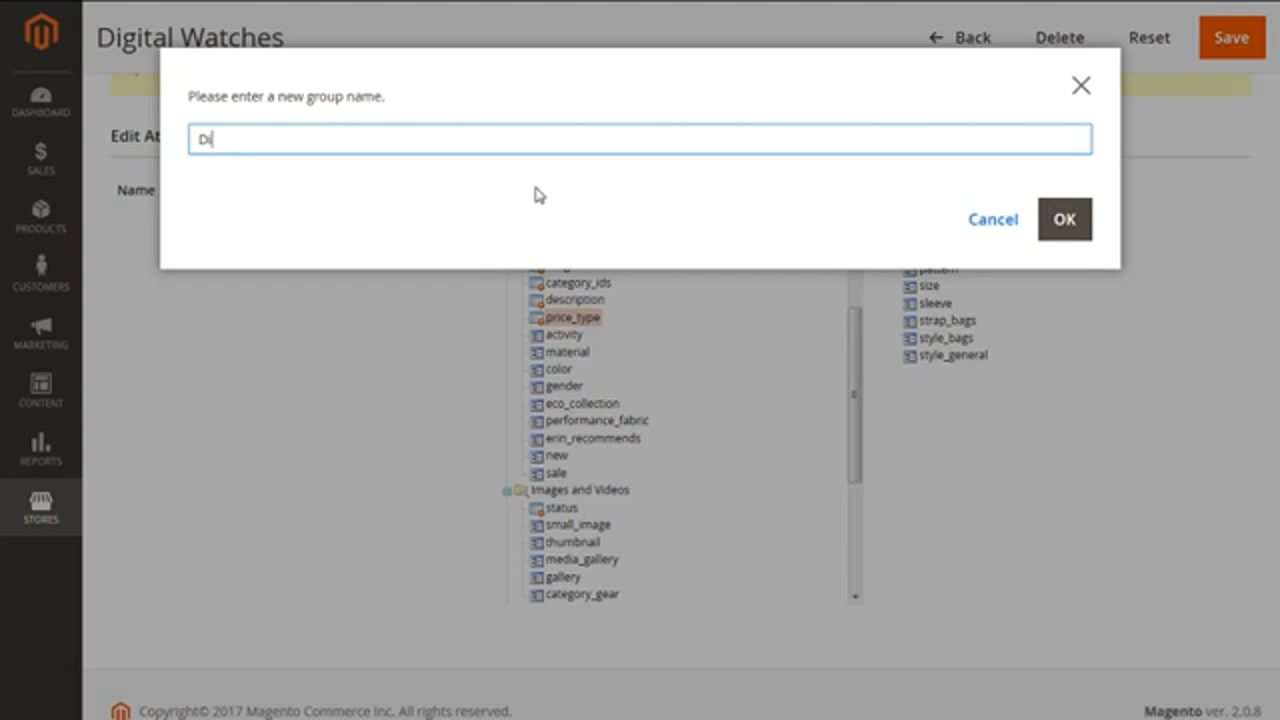 Digital Watches
Back
Delete
Reset
Save
Please enter a new group name.
Di
Cancel
OK
DASHBOARD
SALES
PRODUCTS
CUSTOMERS
MARKETING
CONTENT
REPORTS
STORES
Edit At
Name
category_ids
description
price_type
activity
material
color
gender
eco_collection
performance_fabric
erin_recommends
new
sale
Images and Videos
status
small_image
thumbnail
media_gallery
gallery
category_gear
pattern
size
sleeve
strap_bags
style_bags
style_general
Copyright© 2017 Magento Commerce Inc. All rights reserved.
Magento ver. 2.0.8